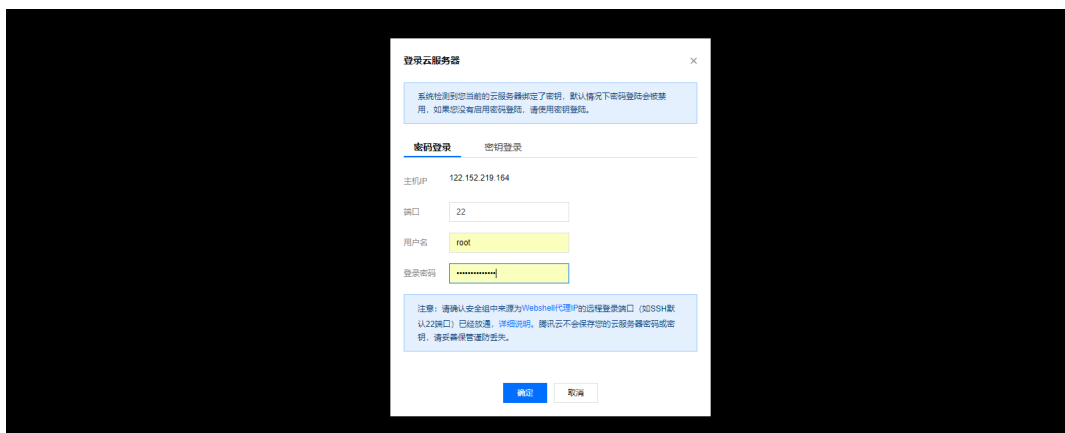 登录云服务器
系统检测到您当前的云服务器绑定了密钥，默认情况下密码登陆会被禁
用，如果您没有启用密码登陆，请使用密钥登陆。
密码登录 密钥登录
主机IP 122.152.219.164
端口 22
用户名 root
登录密码
注意：请确认安全组中来源为Webshell代理IP的远程登录端口（如SSH默
认22端口）已经放通，详细说明。腾讯云不会保存您的云服务器密码或密
钥，请妥善保管谨防丢失。
确定 取消